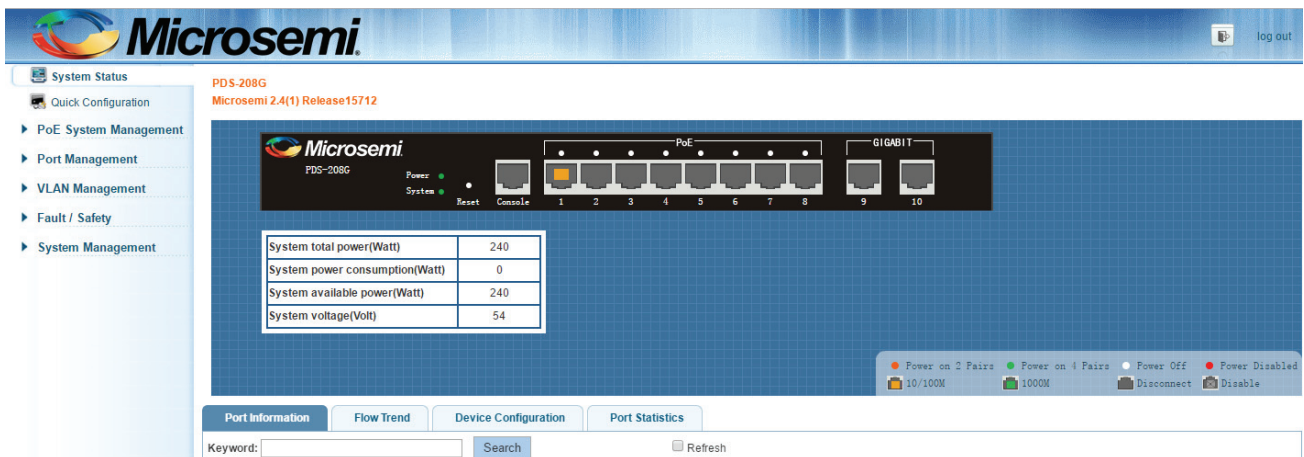 Microsemi.
log out
System Status
Quick Configuration
PoE System Management
Port Management
VLAN Management
Fault / Safety
System Management
PDS-208G
Microsemi 2.4(1) Release15712
Microsemi.
PDS-208G
Power
System
Reset
Console
PoE
GIGABIT
1 2 3 4 5 6 7 8 9 10
System total power(Watt) 240
System power consumption(Watt) 0
System available power(Watt) 240
System voltage(Volt) 54
Power on 2 Pairs Power on 4 Pairs Power Off Power Disabled
10/100M 1000M Disconnect Disable
Port Information Flow Trend Device Configuration Port Statistics
Keyword: Search Refresh